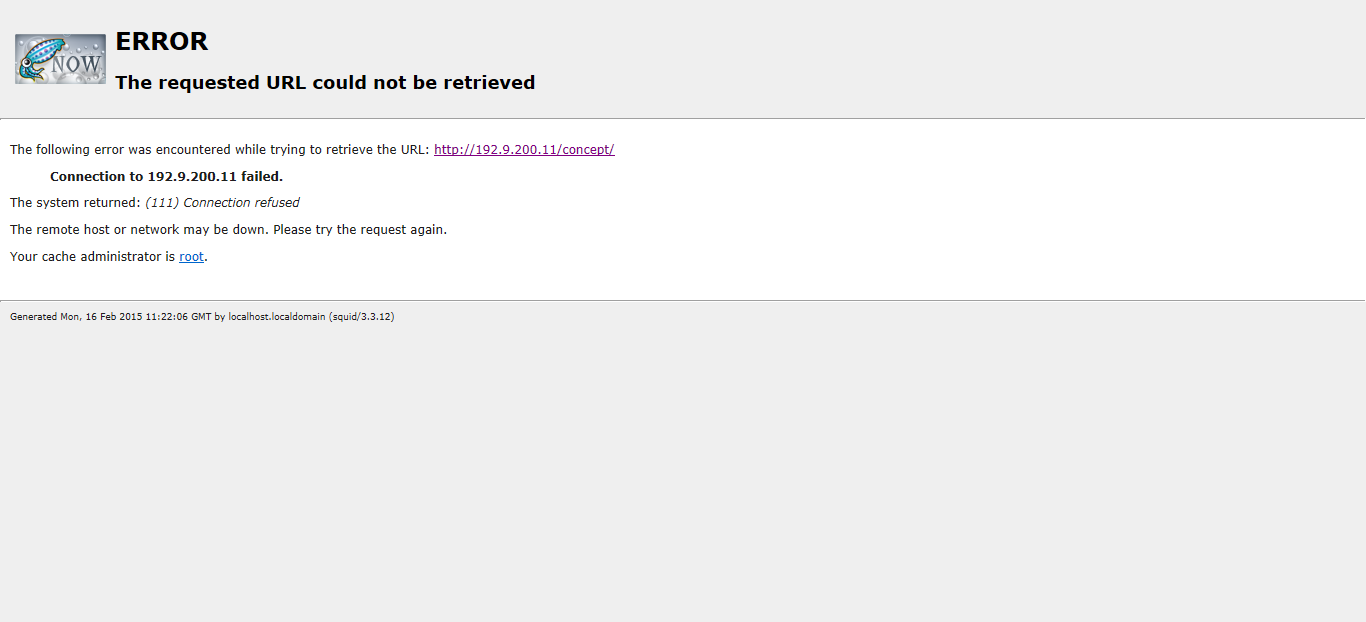 NOW
ERROR
The requested URL could not be retrieved
The following error was encountered while trying to retrieve the URL: http://192.9.200.11/concept/
Connection to 192.9.200.11 failed.
The system returned: (111) Connection refused
The remote host or network may be down. Please try the request again.
Your cache administrator is root.
Generated Mon, 16 Feb 2015 11:22:06 GMT by localhost.localdomain (squid/3.3.12)